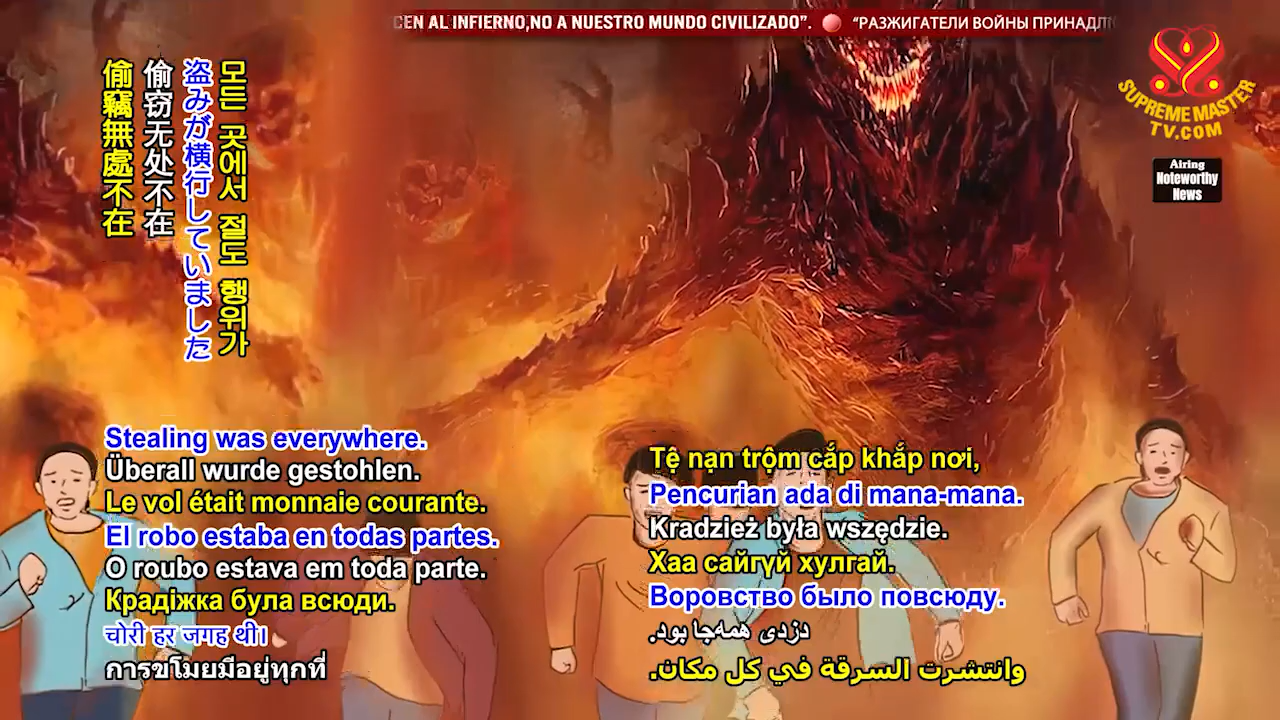 CEN AL INFIERNO,NO A NUESTRO MUNDO CIVILIZADO”. “РАЗЖИГАТЕЛИ ВОЙНЫ
SUPREME MASTER
TV.COM
Airing
Noteworthy
News
모든 곳에서 절도 행위가
盗みが横行していました
偷窃无处不在
偷竊無處不在
Stealing was everywhere.
Überall wurde gestohlen.
Le vol était monnaie courante.
El robo estaba en todas partes.
O roubo estava em toda parte.
Крадіжка була всюди.
चोरी हर जगह थी।
การขโมยมีอยู่ทุกที่
Tệ nạn trộm cắp khắp nơi,
Pencurian ada di mana-mana.
Kradzież była wszędzie.
Хаа сайгүй хулгай.
Воровство было повсюду.
دزدی همه‌جا بود.
وانتشرت السرقة في كل مكان.